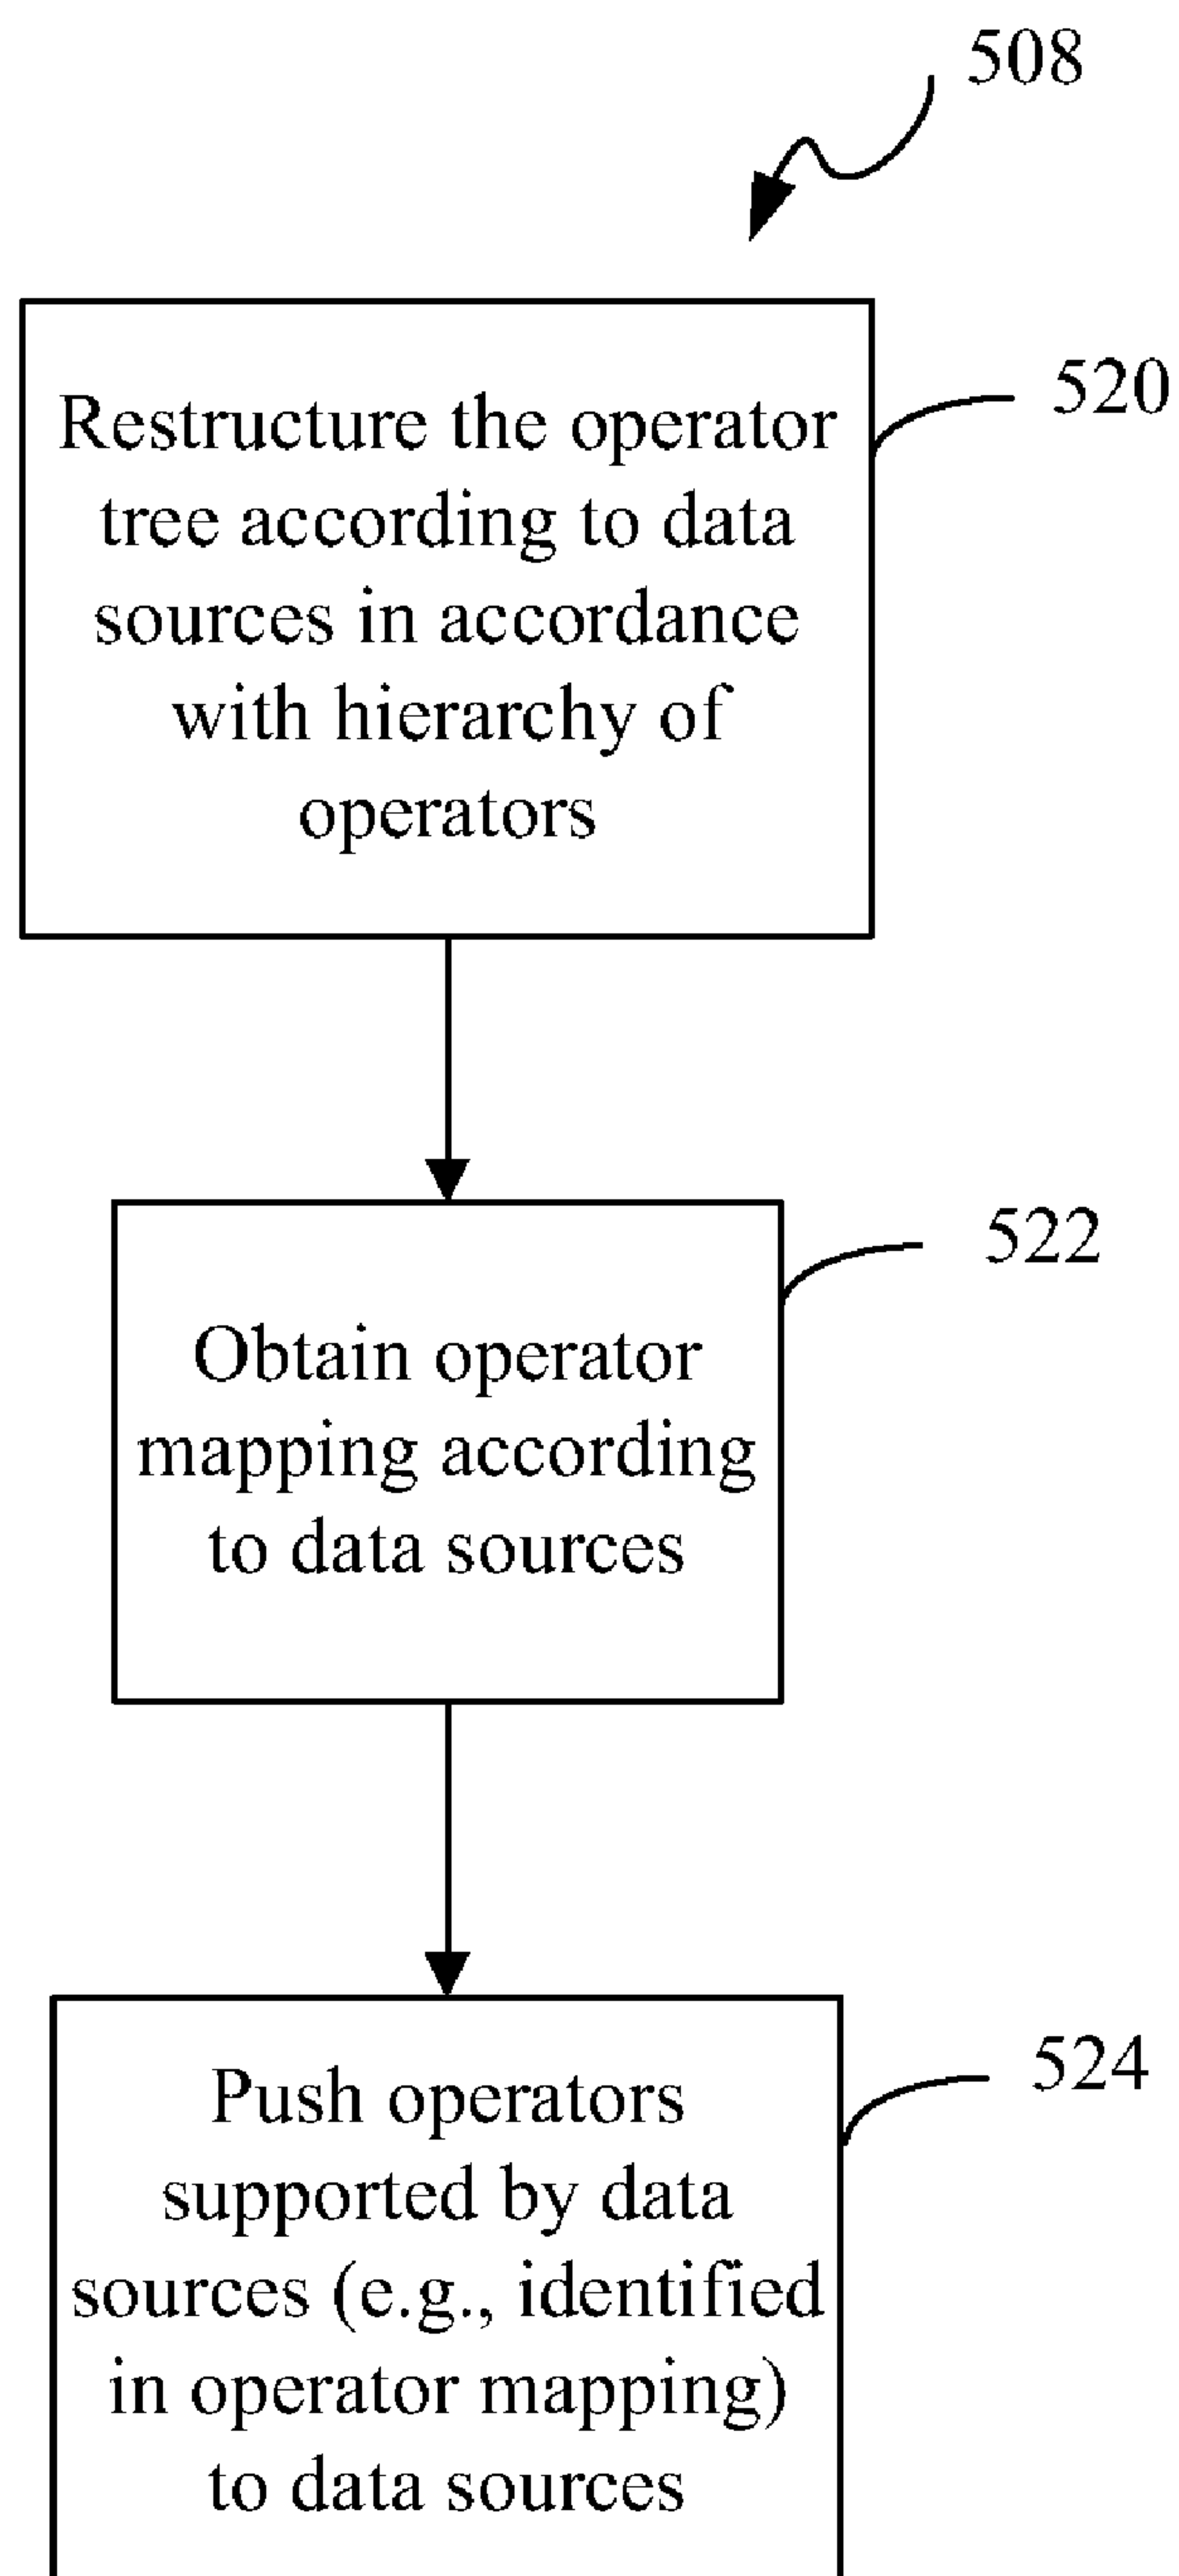 508
Restructure the operator
tree according to data
sources in accordance
with hierarchy of
operators
520
Obtain operator
mapping according
to data sources
522
Push operators
supported by data
sources (e.g., identified
in operator mapping)
to data sources
524